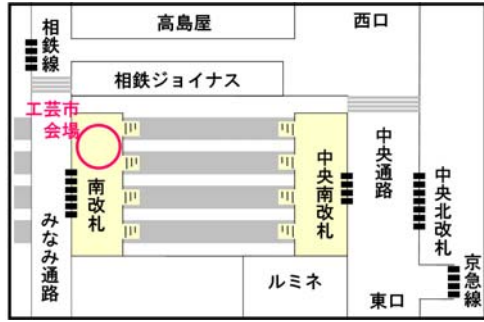 高島屋
西口
相鉄線
相鉄ジョイナス
工芸市
会場
南改札
中央南改札
中央通路
中央北改札
みなみ通路
ルミネ
東口
京急線